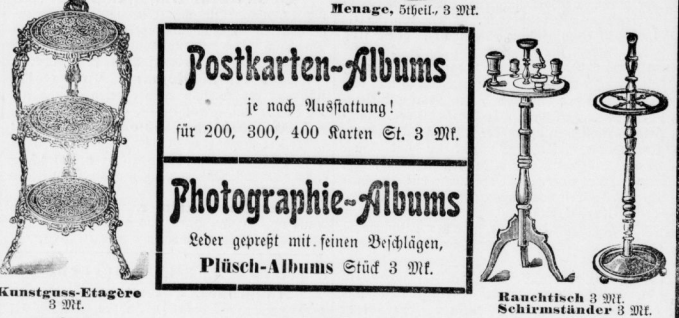 Menage, 5theil., 3 Mk.
Postkarten-Albums
je nach Ausstattung!
für 200, 300, 400 Karten St. 3 Mk.
Photographie-Albums
Leder gepreßt mit feinen Beschlägen,
Plüsch-Albums Stück 3 Mk.
Kunstguss-Etagère
3 Mk.
Rauchtisch 3 Mk.
Schirmständer 3 Mk.